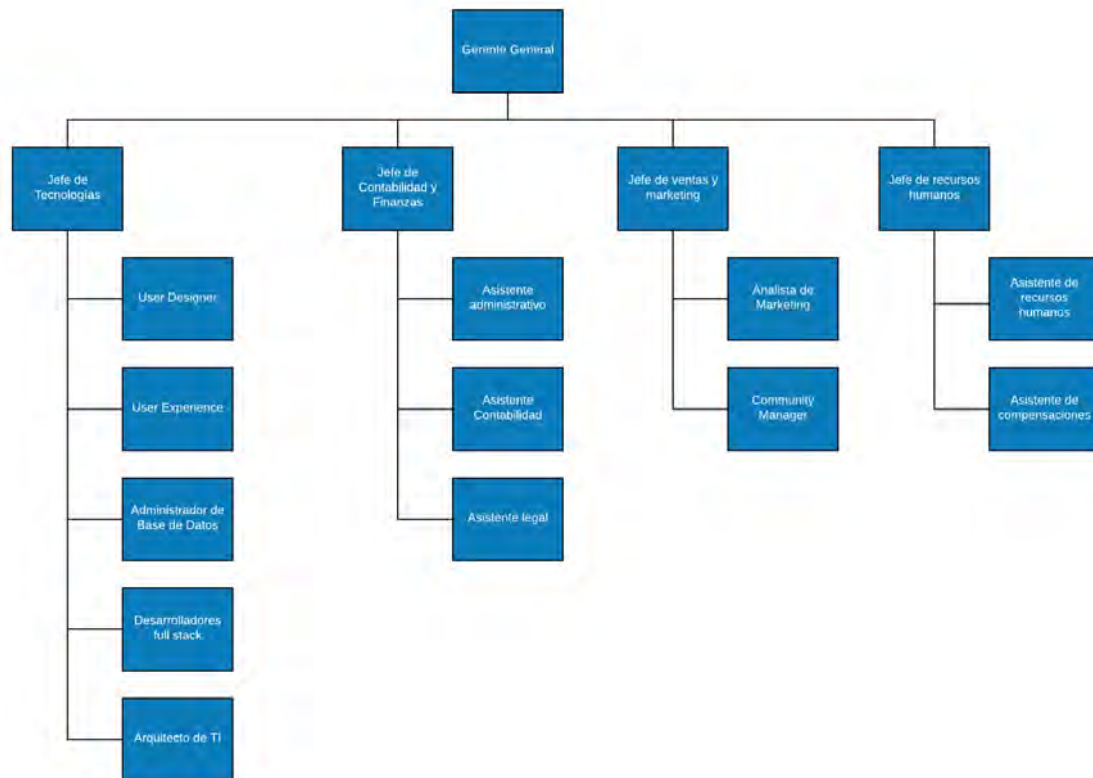 Gerente General
Jefe de
Tecnologías
Jefe de
Contabilidad y
Finanzas
Jefe de ventas y
marketing
Jefe de recursos
humanos
User Designer
User Experience
Administrador de
Base de Datos
Desarrolladores
full stack
Arquitecto de TI
Asistente
administrativo
Asistente
Contabilidad
Asistente legal
Analista de
Marketing
Community
Manager
Asistente de
recursos
humanos
Asistente de
compensaciones